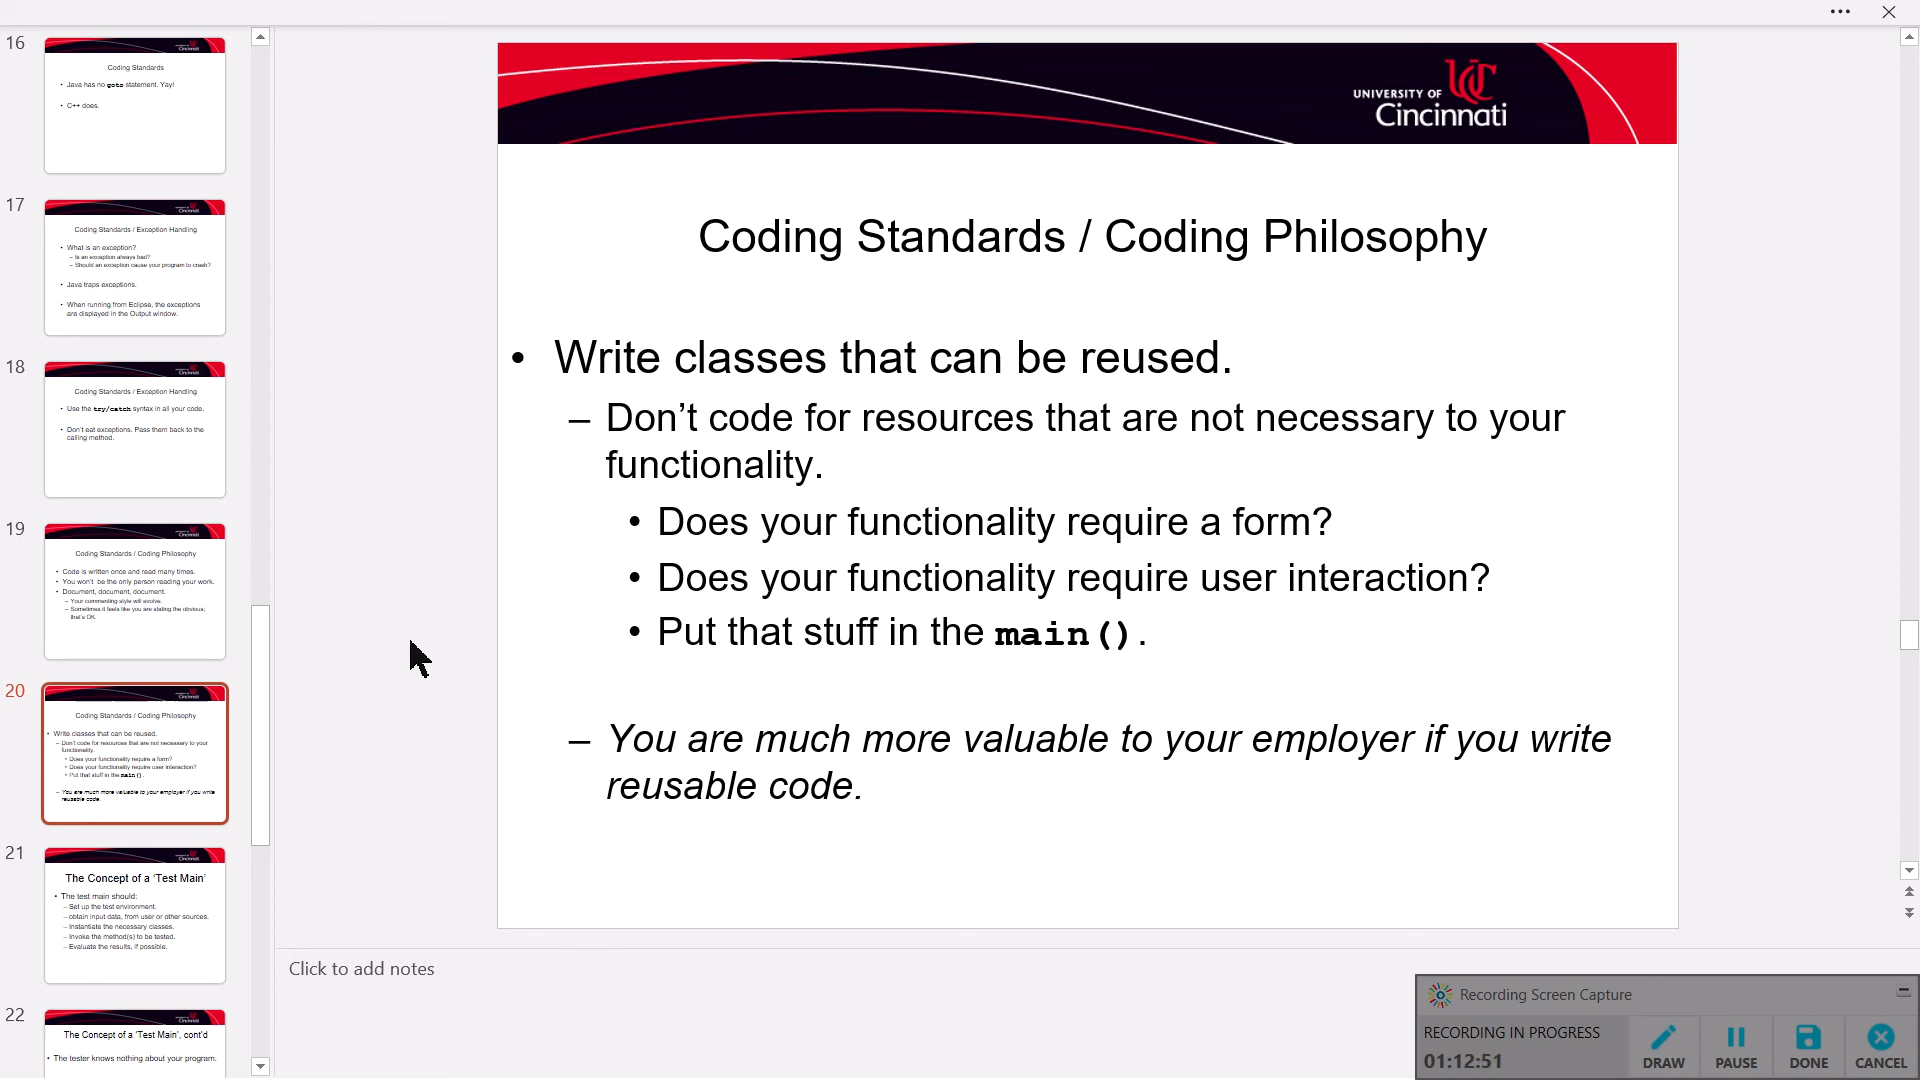 16
Cincinnati
Coding Standards
• Java has no goto statement. Yay!
• C++ does.
17
Cincinnati
Coding Standards / Exception Handling
• What is an exception?
– Is an exception always bad?
– Should an exception cause your program to crash?
• Java traps exceptions.
• When running from Eclipse, the exceptions
are displayed in the Output window.
18
Cincinnati
Coding Standards / Exception Handling
• Use the try/catch syntax in all your code.
• Don't eat exceptions. Pass them back to the
calling method.
19
Cincinnati
Coding Standards / Coding Philosophy
• Code is written once and read many times.
• You won't be the only person reading your work.
• Document, document, document.
– Your commenting style will evolve.
– Sometimes it feels like you are stating the obvious;
that's OK.
20
Cincinnati
Coding Standards / Coding Philosophy
• Write classes that can be reused.
– Don't code for resources that are not necessary to your
functionality.
• Does your functionality require a form?
• Does your functionality require user interaction?
• Put that stuff in the main().
– You are much more valuable to your employer if you write
reusable code.
21
Cincinnati
The Concept of a 'Test Main'
• The test main should:
– Set up the test environment.
– obtain input data, from user or other sources.
– Instantiate the necessary classes.
– Invoke the method(s) to be tested.
– Evaluate the results, if possible.
22
Cincinnati
The Concept of a 'Test Main', cont'd
• The tester knows nothing about your program.
UNIVERSITY OF
Cincinnati
Coding Standards / Coding Philosophy
• Write classes that can be reused.
– Don’t code for resources that are not necessary to your
functionality.
• Does your functionality require a form?
• Does your functionality require user interaction?
• Put that stuff in the main().
– You are much more valuable to your employer if you write
reusable code.
Click to add notes
Recording Screen Capture
RECORDING IN PROGRESS
01:12:51
DRAW
PAUSE
DONE
CANCEL